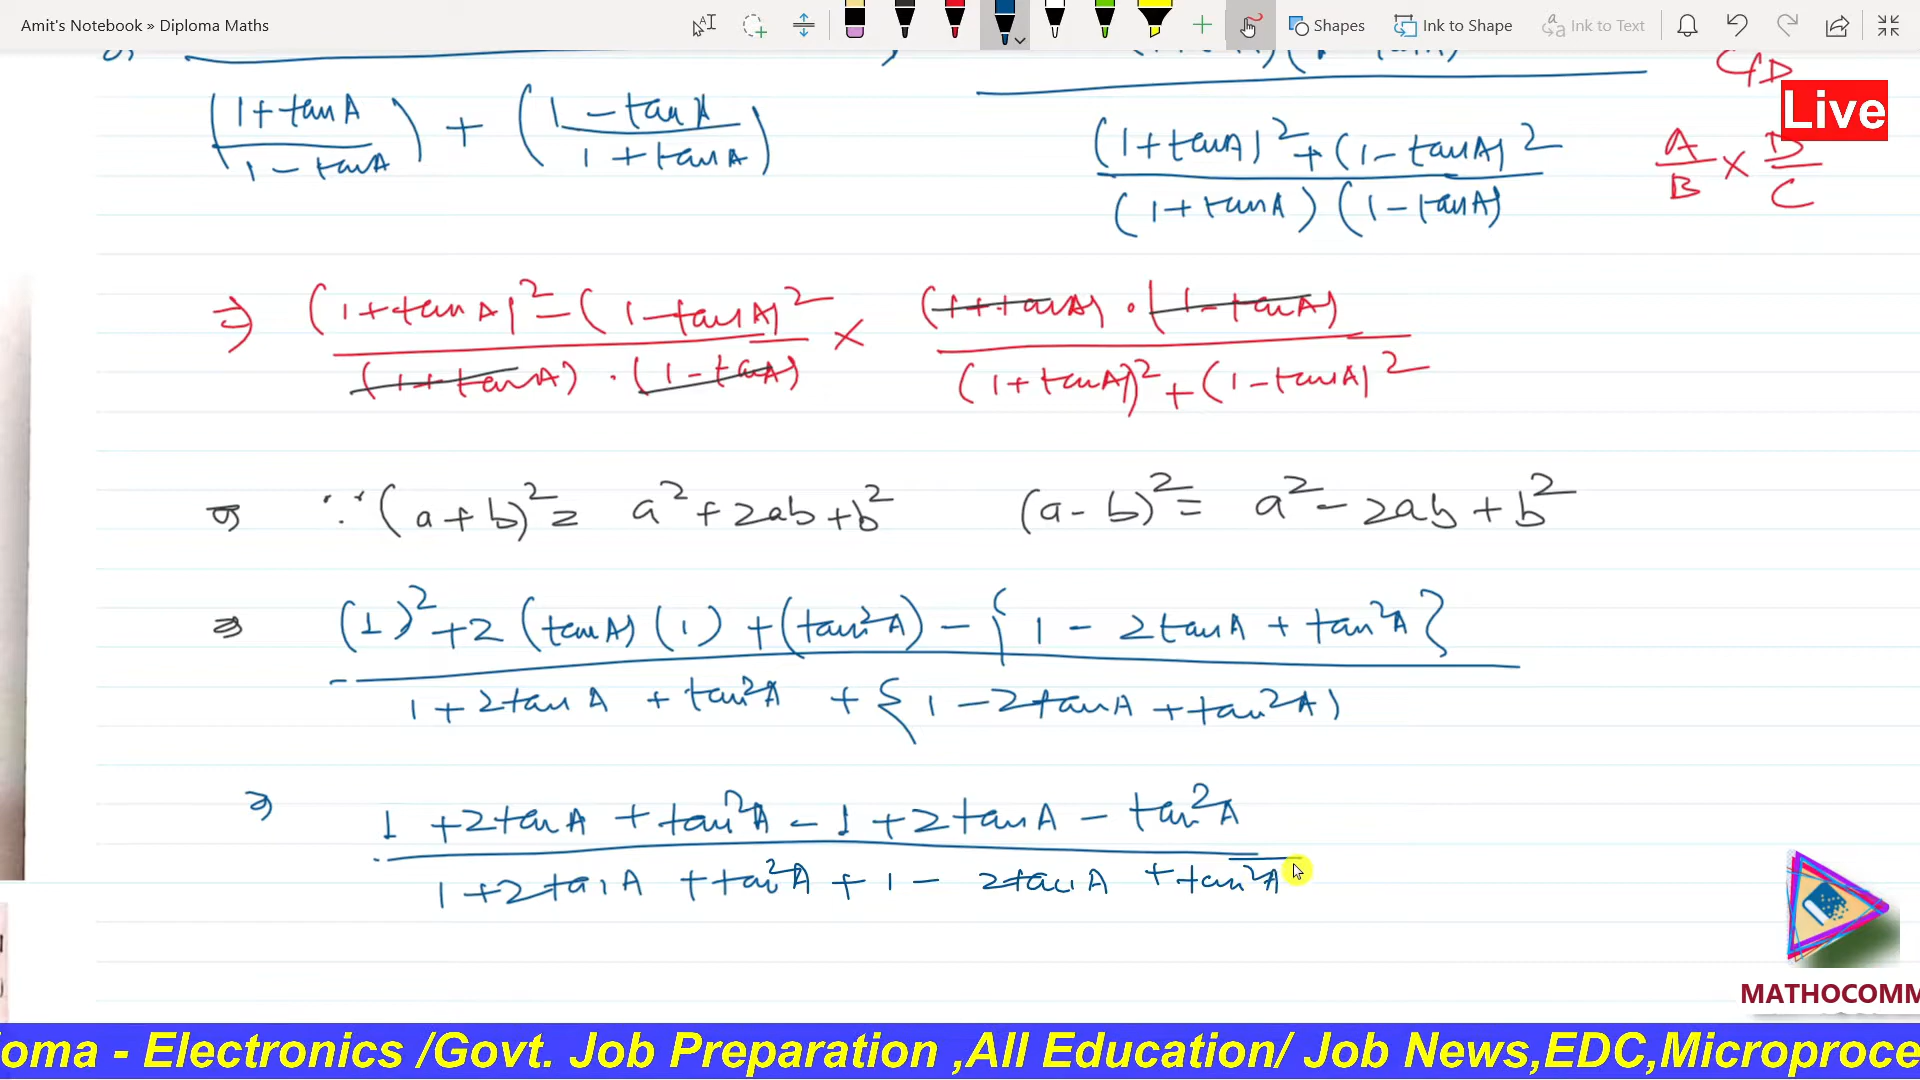 Amit's Notebook » Diploma Maths
Shapes
Ink to Shape
Ink to Text
Live
(1+tanA / 1-tanA) + (1-tanA / 1+tanA)
(1+tanA)² + (1-tanA)² / (1+tanA)(1-tanA)
A/B × D/C
⇒ (1+tanA)² - (1-tanA)² / (1+tanA) · (1-tanA) × (1+tanA) · (1-tanA) / (1+tanA)² + (1-tanA)²
∵ (a+b)² = a² + 2ab + b² (a-b)² = a² - 2ab + b²
⇒ (1)² + 2(tanA)(1) + (tan²A) - { 1 - 2tanA + tan²A }
1 + 2tanA + tan²A + { 1 - 2tanA + tan²A )
⇒ 1 + 2tanA + tan²A - 1 + 2tanA - tan²A
1 + 2tanA + tan²A + 1 - 2tanA + tan²A
MATHOCOMM
oma - Electronics /Govt. Job Preparation ,All Education/ Job News,EDC,Microproce